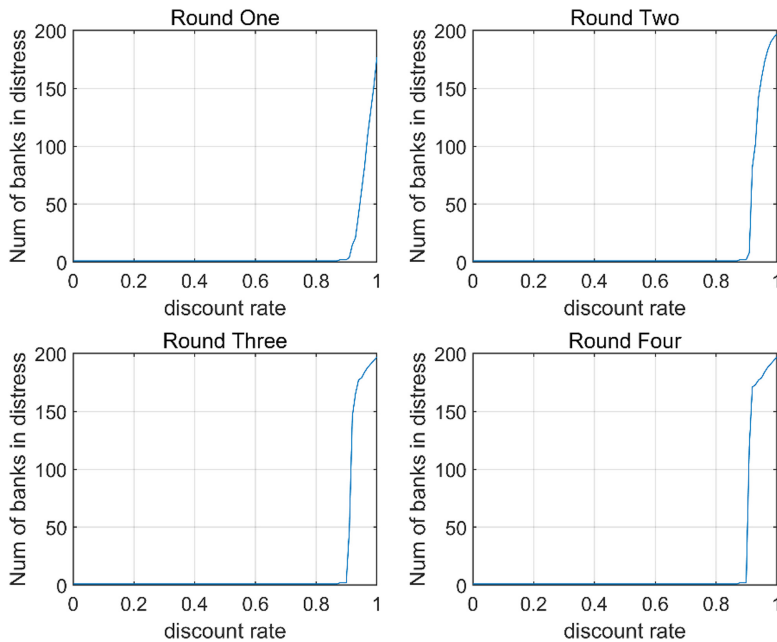 Round One
Num of banks in distress
200
150
100
50
0
0 0.2 0.4 0.6 0.8 1
discount rate
Round Two
Num of banks in distress
200
150
100
50
0
0 0.2 0.4 0.6 0.8 1
discount rate
Round Three
Num of banks in distress
200
150
100
50
0
0 0.2 0.4 0.6 0.8 1
discount rate
Round Four
Num of banks in distress
200
150
100
50
0
0 0.2 0.4 0.6 0.8 1
discount rate